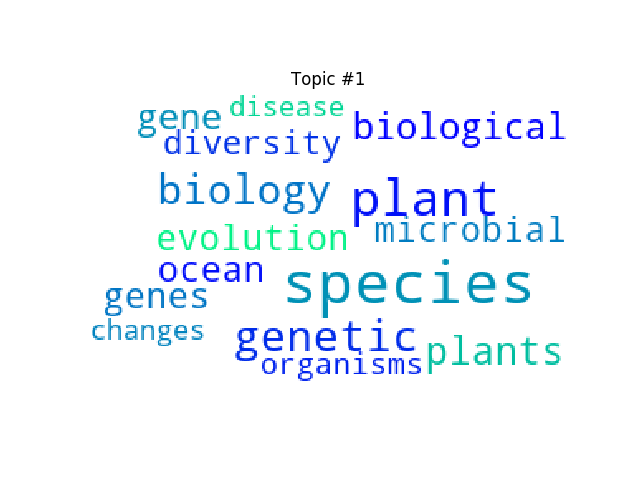 Topic #1
disease
gene
biological
diversity
biology
plant
microbial
evolution
ocean
species
genes
changes
genetic
plants
organisms